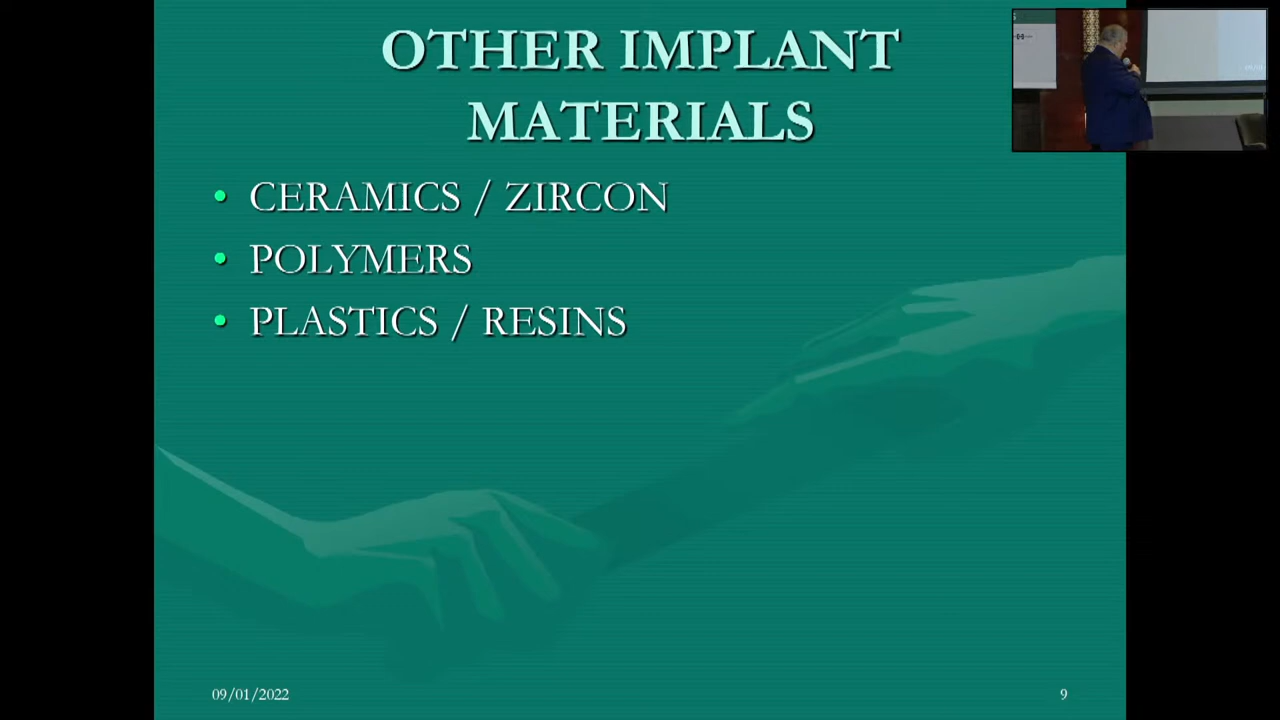 OTHER IMPLANT
MATERIALS
• CERAMICS / ZIRCON
• POLYMERS
• PLASTICS / RESINS
09/01/2022
9